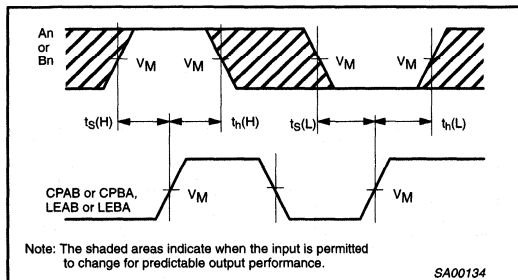 An
or
Bn
VM VM VM VM
ts(H) th(H) ts(L) th(L)
CPAB or CPBA,
LEAB or LEBA
VM VM
Note: The shaded areas indicate when the input is permitted
to change for predictable output performance.
SA00134